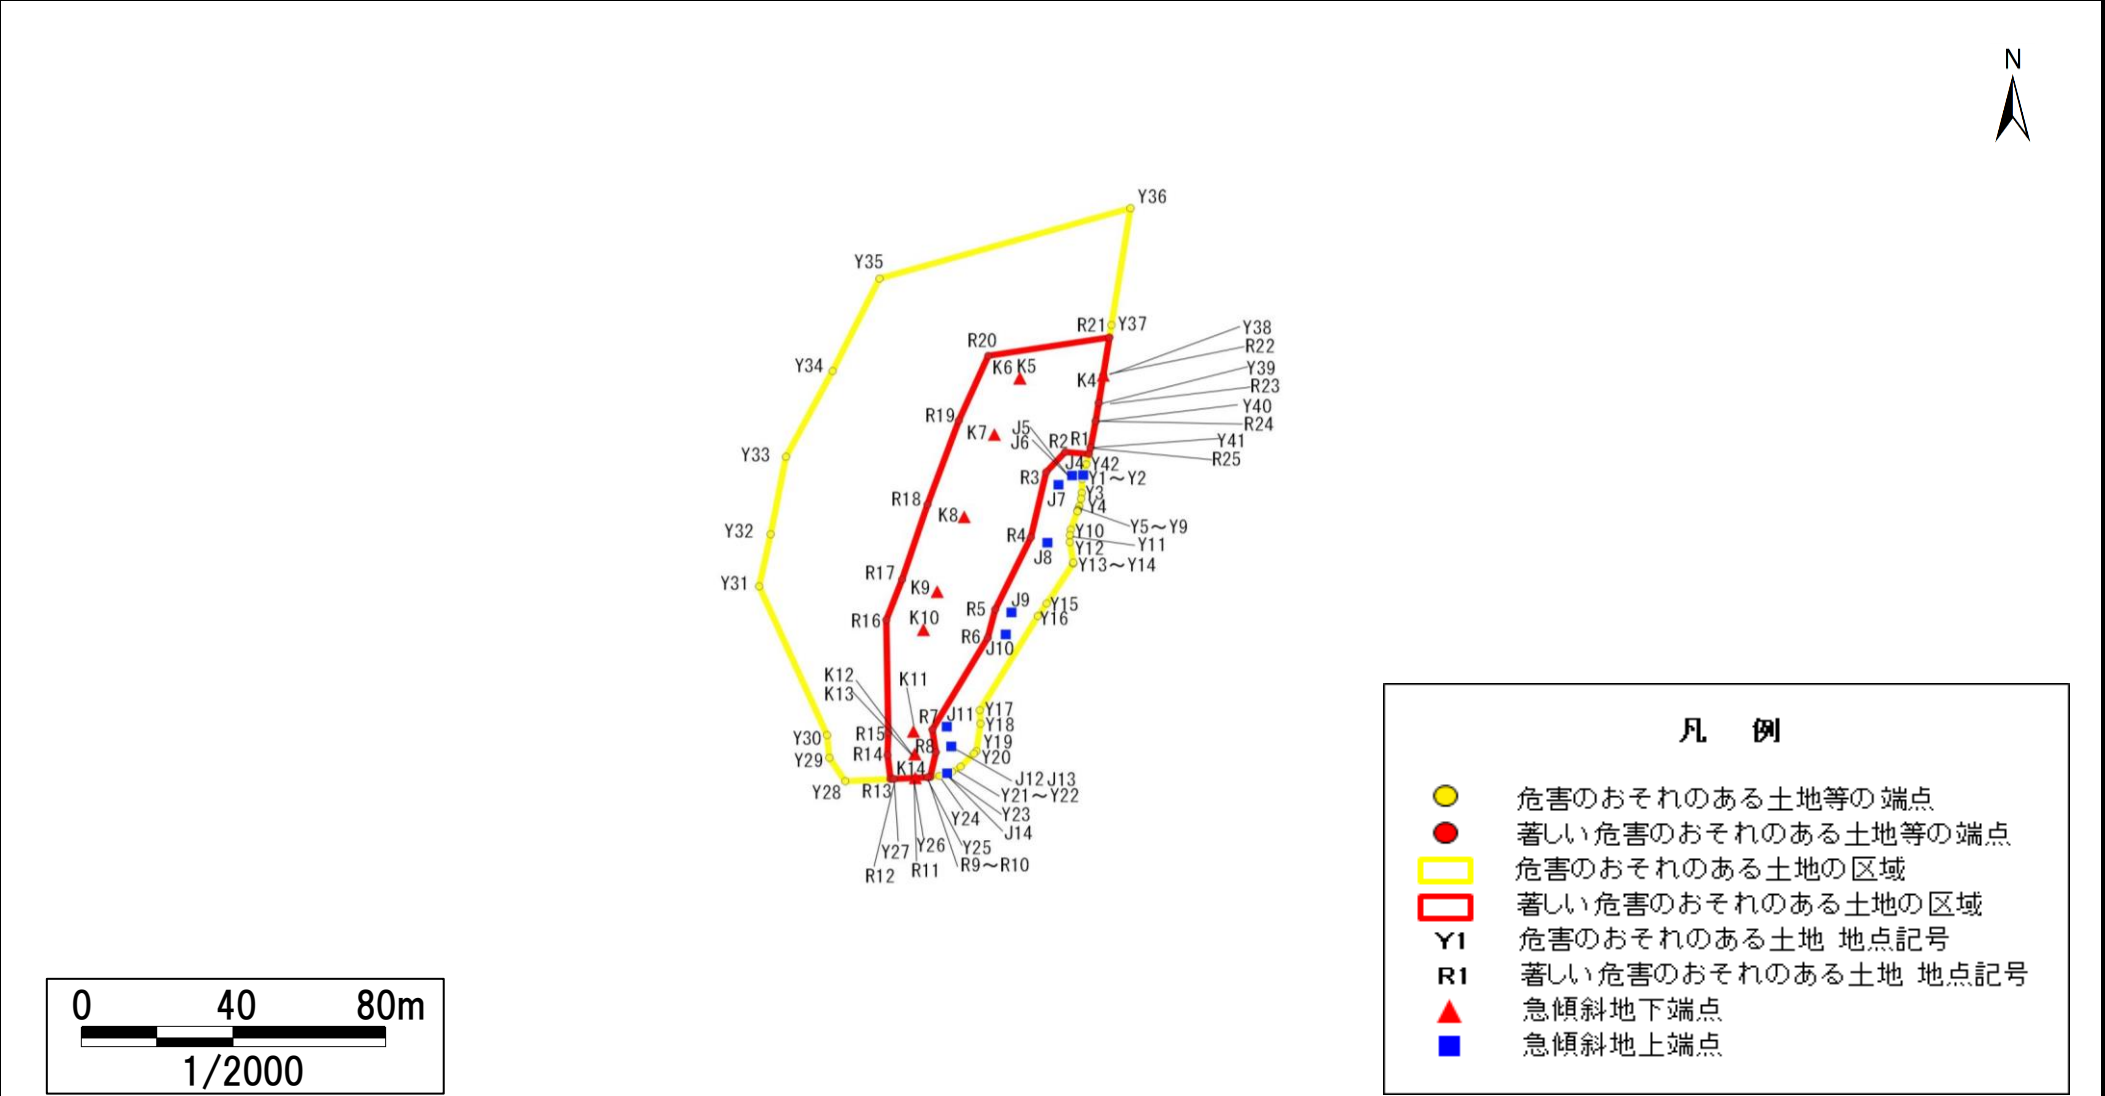 N
Y36
Y35
R21 Y37
Y38
R20
R22
Y34
K6 K5
Y39
K4
R23
Y40
R19
R24
J5
K7
R2 R1
Y41
J6
Y33
J4 Y42
R25
R3
Y1～Y2
J7
Y3
R18
Y4
K8
Y5～Y9
Y32
R4
Y10
Y11
J8
Y12
Y13～Y14
R17
Y31
K9
J9
Y15
R5
R16
K10
Y16
R6
J10
K12
K11
K13
R7
J11
Y17
Y18
R15
Y30
R8
Y19
R14
Y29
Y20
K14
J12 J13
Y28
R13
Y21～Y22
Y24
Y23
J14
Y27
Y26
Y25
R12
R11
R9～R10
凡 例
危害のおそれのある土地等の端点
著しい危害のおそれのある土地等の端点
危害のおそれのある土地の区域
著しい危害のおそれのある土地の区域
Y1 危害のおそれのある土地 地点記号
R1 著しい危害のおそれのある土地 地点記号
急傾斜地下端点
急傾斜地上端点
0 40 80m
1/2000